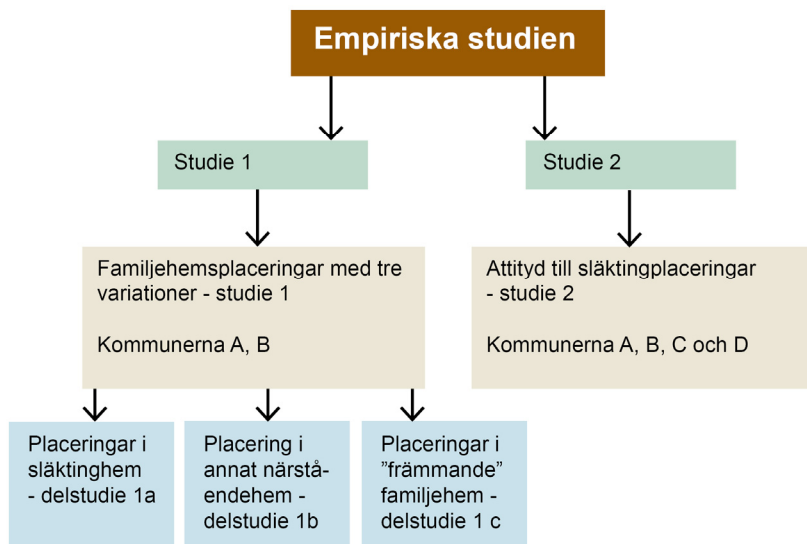 Empiriska studien
Studie 1
Studie 2
Familjehemsplaceringar med tre
variationer - studie 1
Kommunerna A, B
Attityd till släktingplaceringar
- studie 2
Kommunerna A, B, C och D
Placeringar i
släktinghem
- delstudie 1a
Placering i
annat närstå-
endehem -
delstudie 1b
Placeringar i
”främmande”
familjehem -
delstudie 1 c